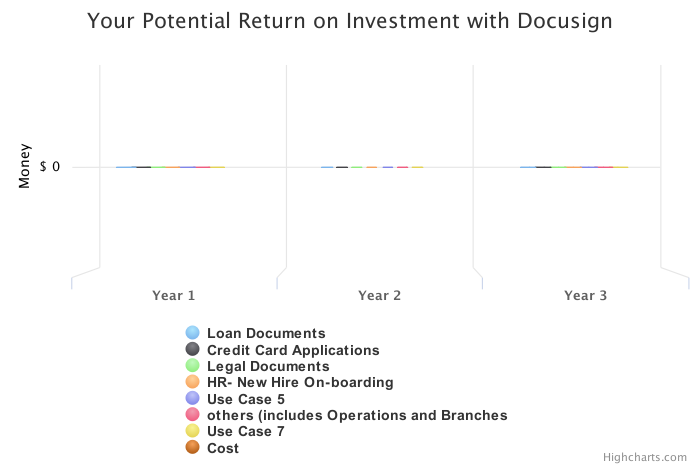 Your Potential Return on Investment with Docusign
Money
$ 0
Year 1
Year 2
Year 3
Loan Documents
Credit Card Applications
Legal Documents
HR- New Hire On-boarding
Use Case 5
others (includes Operations and Branches
Use Case 7
Cost
Highcharts.com